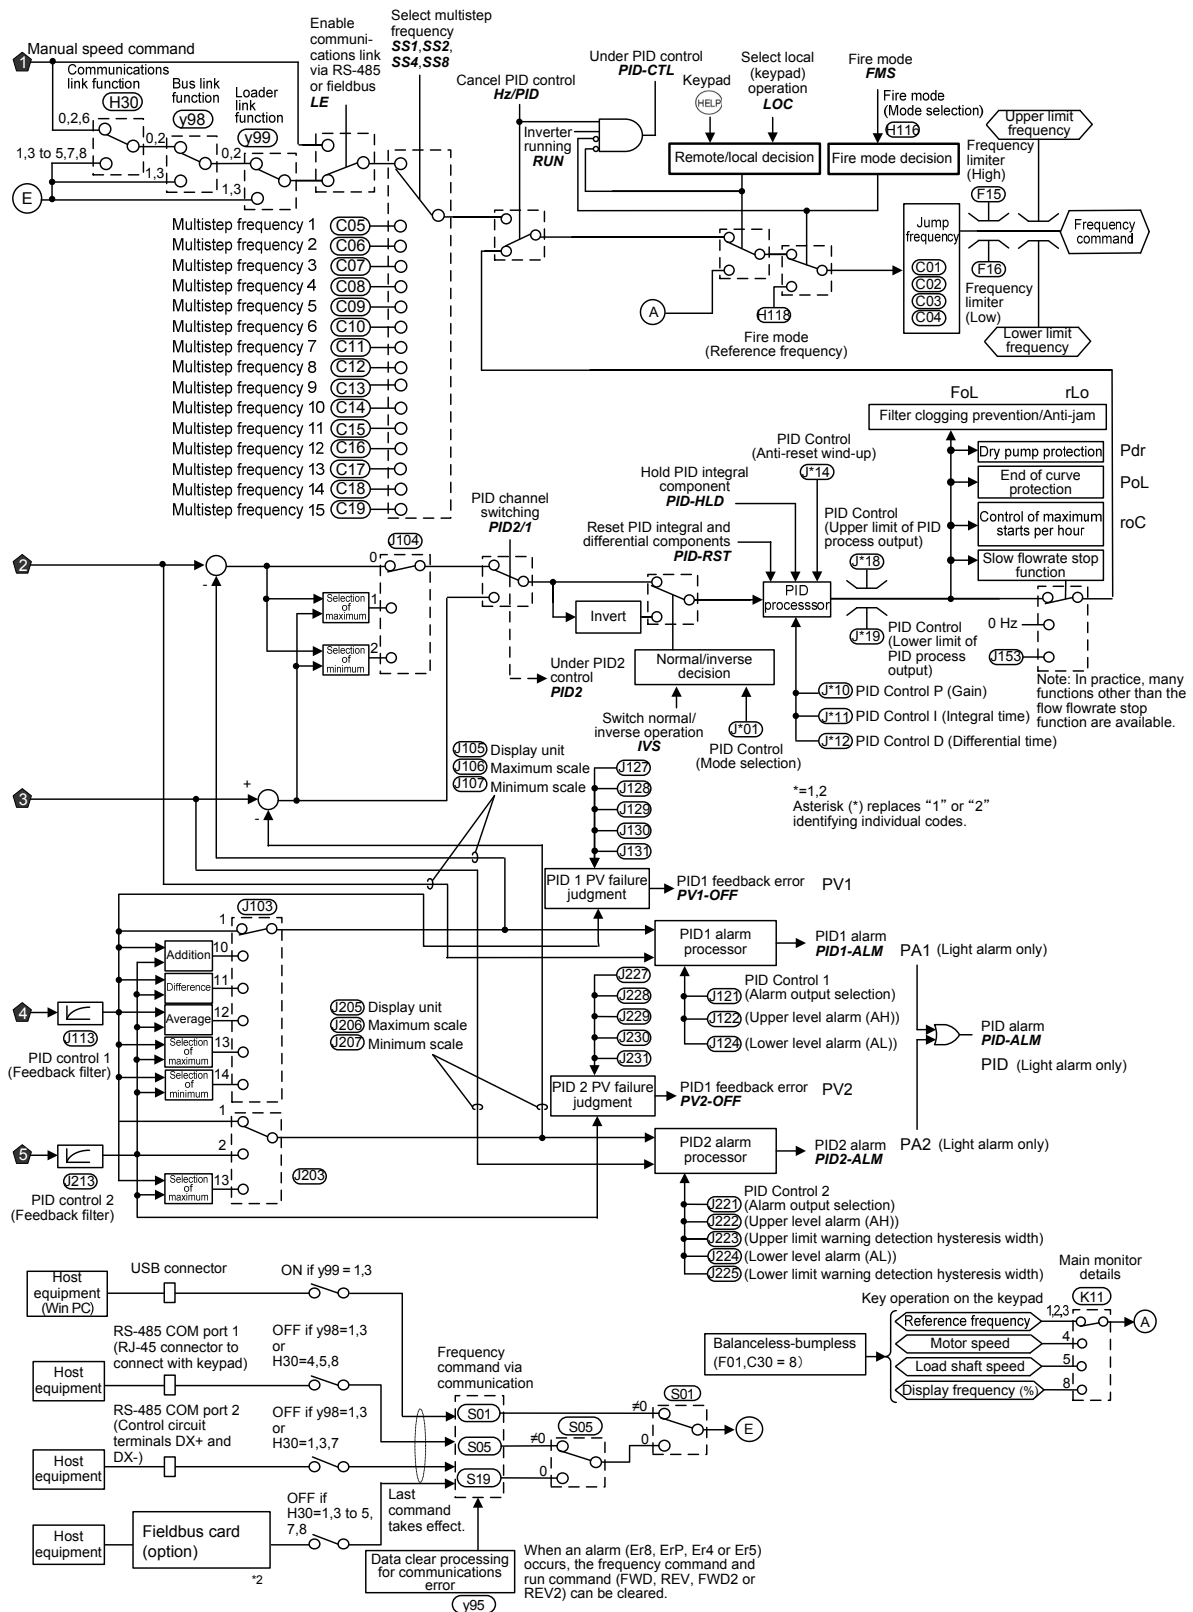 1
Manual speed command
Communications
link function
H30
0,2,6
1,3 to 5,7,8
E
Bus link
function
y98
0,2
1,3
Loader
link
function
y99
0,2
1,3
Enable
communi-
cations link
via RS-485
or fieldbus
LE
Select multistep
frequency
SS1,SS2,
SS4,SS8
Cancel PID control
Hz/PID
Under PID control
PID-CTL
Inverter
running
RUN
Keypad
HELP
Select local
(keypad)
operation
LOC
Fire mode
FMS
Fire mode
(Mode selection)
H116
Remote/local decision
Fire mode decision
Upper limit
frequency
Frequency
limiter
(High)
F15
Jump
frequency
C01
C02
C03
C04
Frequency
command
F16
Frequency
limiter
(Low)
Lower limit
frequency
A
H118
Fire mode
(Reference frequency)
Multistep frequency 1 C05
Multistep frequency 2 C06
Multistep frequency 3 C07
Multistep frequency 4 C08
Multistep frequency 5 C09
Multistep frequency 6 C10
Multistep frequency 7 C11
Multistep frequency 8 C12
Multistep frequency 9 C13
Multistep frequency 10 C14
Multistep frequency 11 C15
Multistep frequency 12 C16
Multistep frequency 13 C17
Multistep frequency 14 C18
Multistep frequency 15 C19
FoL rLo
Filter clogging prevention/Anti-jam
Dry pump protection Pdr
End of curve
protection
PoL
Control of maximum
starts per hour
roC
Slow flowrate stop
function
PID Control
(Anti-reset wind-up)
J*14
Hold PID integral
component
PID-HLD
Reset PID integral and
differential components
PID-RST
PID Control
(Upper limit of PID
process output)
J*18
PID channel
switching
PID2/1
2
-
J104
0
1
2
Selection
of
maximum
Selection
of
minimum
Invert
PID
processsor
J*19
PID Control
(Lower limit of
PID process
output)
0 Hz
J153
Note: In practice, many
functions other than the
flow flowrate stop
function are available.
Under PID2
control
PID2
Normal/inverse
decision
Switch normal/
inverse operation
IVS
J*01
PID Control
(Mode selection)
J*10 PID Control P (Gain)
J*11 PID Control I (Integral time)
J*12 PID Control D (Differential time)
*=1,2
Asterisk (*) replaces “1” or “2”
identifying individual codes.
3
+
-
J105 Display unit
J106 Maximum scale
J107 Minimum scale
J127
J128
J129
J130
J131
PID 1 PV failure
judgment
PID1 feedback error
PV1-OFF
PV1
J103
1
Addition 10
Difference 11
Average 12
Selection
of
maximum
13
Selection
of
minimum
14
4
J113
PID control 1
(Feedback filter)
PID1 alarm
processor
PID1 alarm
PID1-ALM
PA1 (Light alarm only)
PID Control 1
J121 (Alarm output selection)
J122 (Upper level alarm (AH))
J124 (Lower level alarm (AL))
J205 Display unit
J206 Maximum scale
J207 Minimum scale
J227
J228
J229
J230
J231
PID alarm
PID-ALM
PID (Light alarm only)
PID 2 PV failure
judgment
PID1 feedback error
PV2-OFF
PV2
5
J213
PID control 2
(Feedback filter)
1
2
Selection
of
maximum
13
J203
PID2 alarm
processor
PID2 alarm
PID2-ALM
PA2 (Light alarm only)
PID Control 2
J221 (Alarm output selection)
J222 (Upper level alarm (AH))
J223 (Upper limit warning detection hysteresis width)
J224 (Lower level alarm (AL))
J225 (Lower limit warning detection hysteresis width)
Host
equipment
(Win PC)
USB connector
ON if y99 = 1,3
RS-485 COM port 1
(RJ-45 connector to
connect with keypad)
Host
equipment
OFF if y98=1,3
or
H30=4,5,8
RS-485 COM port 2
(Control circuit
terminals DX+ and
DX-)
Host
equipment
OFF if y98=1,3
or
H30=1,3,7
Host
equipment
Fieldbus card
(option)
*2
OFF if
H30=1,3 to 5,
7,8
Frequency
command via
communication
S01
S05
S19
Last
command
takes effect.
≠0
0
S05
≠0
0
S01
E
Data clear processing
for communications
error
y95
When an alarm (Er8, ErP, Er4 or Er5)
occurs, the frequency command and
run command (FWD, REV, FWD2 or
REV2) can be cleared.
Balanceless-bumpless
(F01,C30 = 8)
Key operation on the keypad
Reference frequency 1,2,3
Motor speed 4
Load shaft speed 5
Display frequency (%) 8
Main monitor
details
K11
A